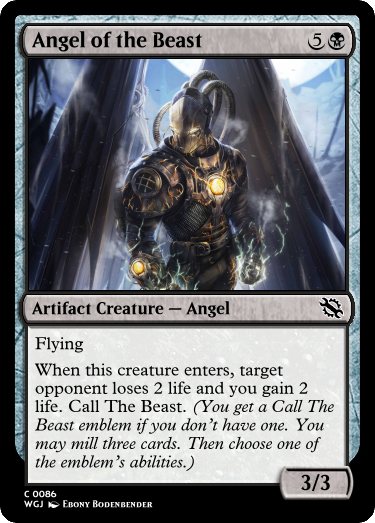 Angel of the Beast 5
Artifact Creature — Angel
Flying
When this creature enters, target
opponent loses 2 life and you gain 2
life. Call The Beast. (You get a Call The
Beast emblem if you don't have one. You
may mill three cards. Then choose one of
the emblem's abilities.)
3/3
C 0086
WGJ Ebony Bodenbender